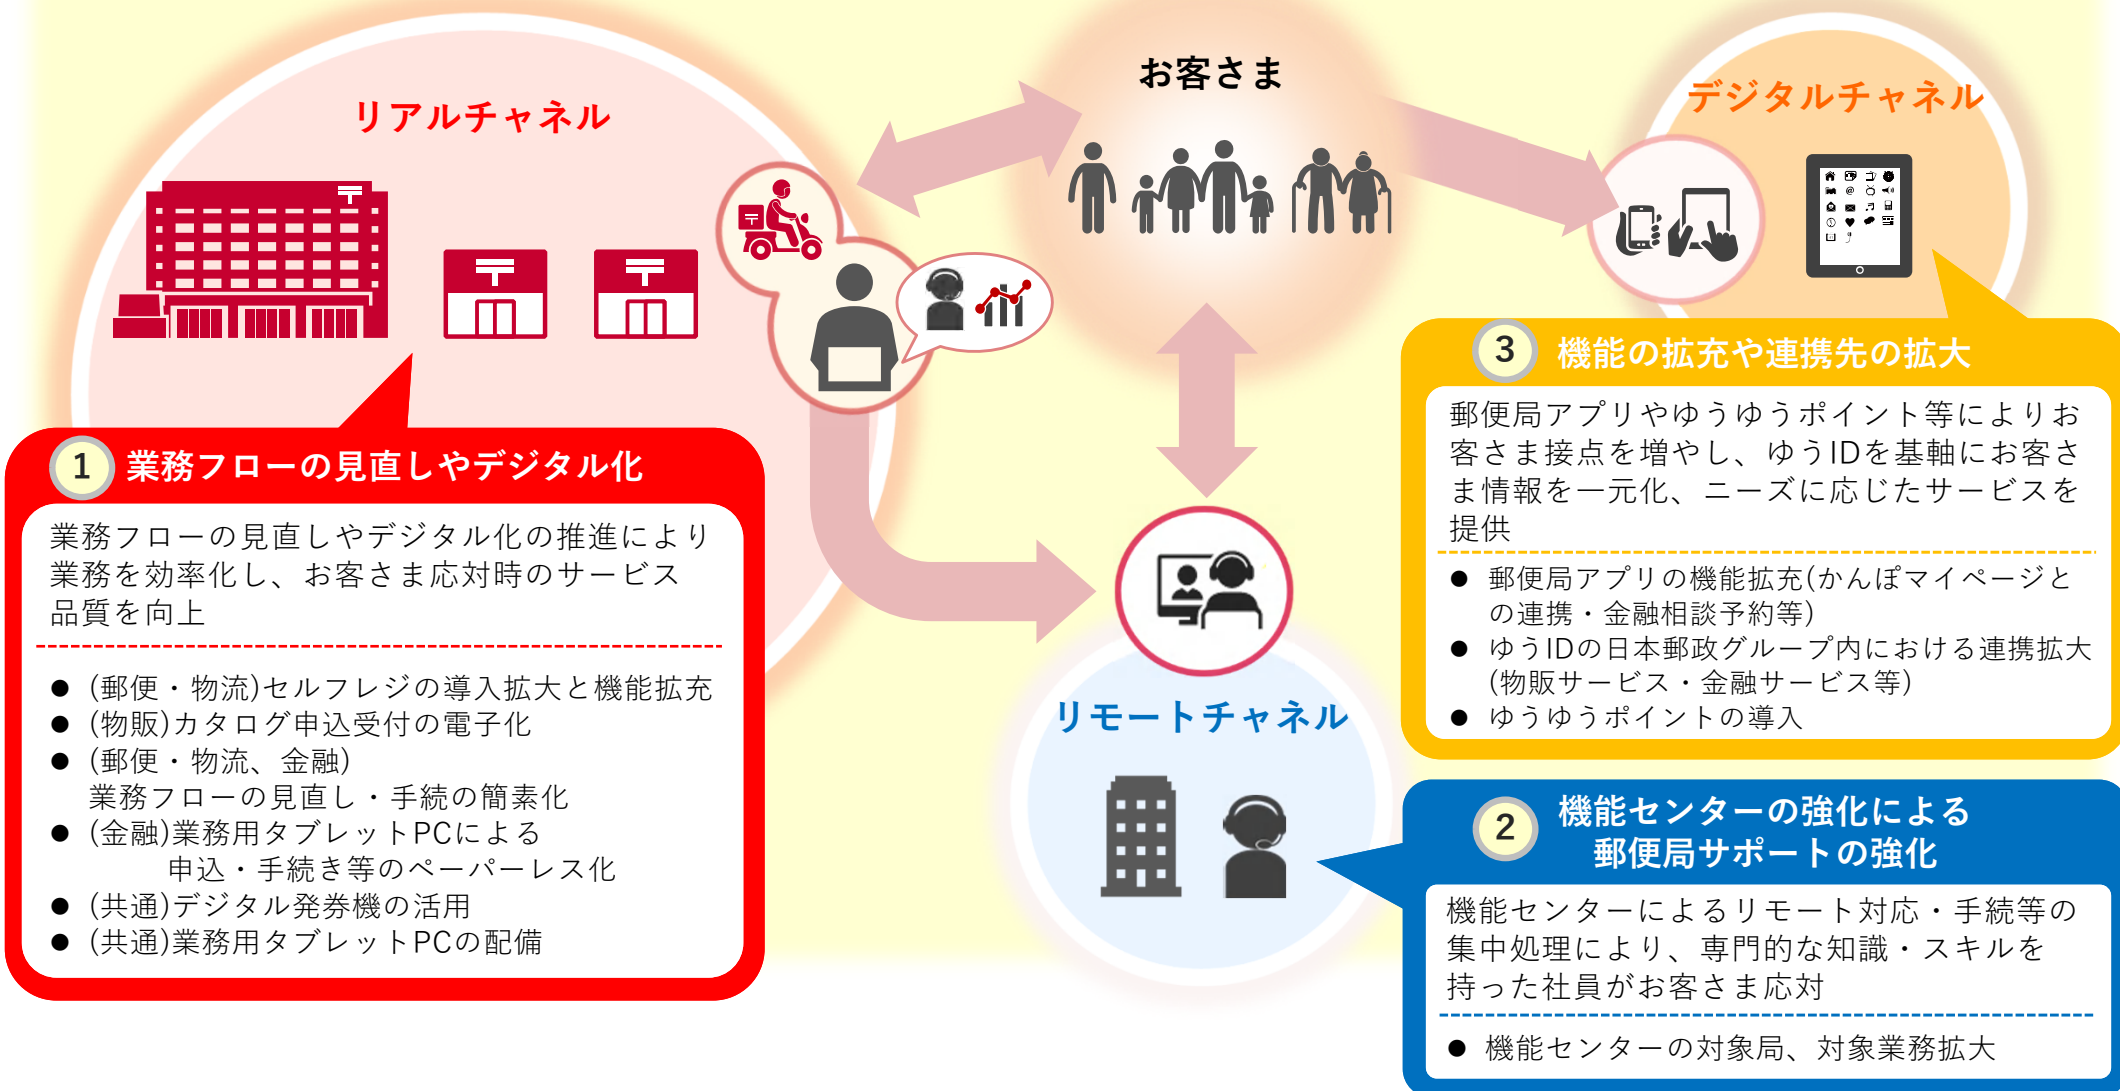 お客さま
リアルチャネル
デジタルチャネル
1 業務フローの見直しやデジタル化
業務フローの見直しやデジタル化の推進により
業務を効率化し、お客さま応対時のサービス
品質を向上
● (郵便・物流)セルフレジの導入拡大と機能拡充
● (物販)カタログ申込受付の電子化
● (郵便・物流、金融)
業務フローの見直し・手続の簡素化
● (金融)業務用タブレットPCによる
申込・手続き等のペーパーレス化
● (共通)デジタル発券機の活用
● (共通)業務用タブレットPCの配備
リモートチャネル
3 機能の拡充や連携先の拡大
郵便局アプリやゆうゆうポイント等によりお
客さま接点を増やし、ゆうIDを基軸にお客さ
ま情報を一元化、ニーズに応じたサービスを
提供
● 郵便局アプリの機能拡充(かんぽマイページと
の連携・金融相談予約等)
● ゆうIDの日本郵政グループ内における連携拡大
(物販サービス・金融サービス等)
● ゆうゆうポイントの導入
2 機能センターの強化による
郵便局サポートの強化
機能センターによるリモート対応・手続等の
集中処理により、専門的な知識・スキルを
持った社員がお客さま応対
● 機能センターの対象局、対象業務拡大